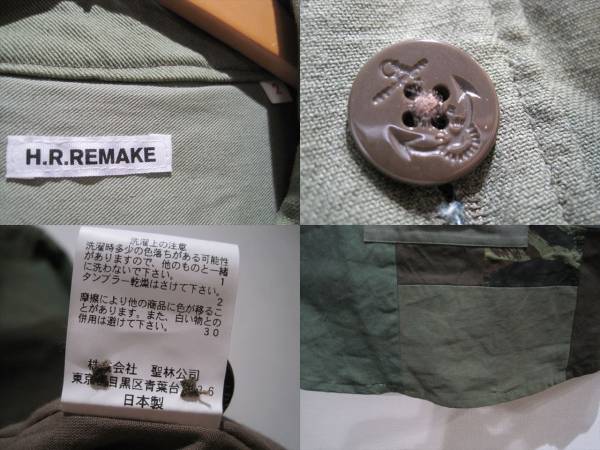 H.R.REMAKE
2
洗濯上の注意
洗濯時多少の色落ちがある可能性
がありますので、他のものと一緒
に洗わないで下さい。 1
タンブラー乾燥はさけて下さい。
2
摩擦により他の商品に色が移るこ
とがあります。また、白い物との
併用は避けて下さい。 30
株式会社 聖林公司
東京都目黒区青葉台
日本製